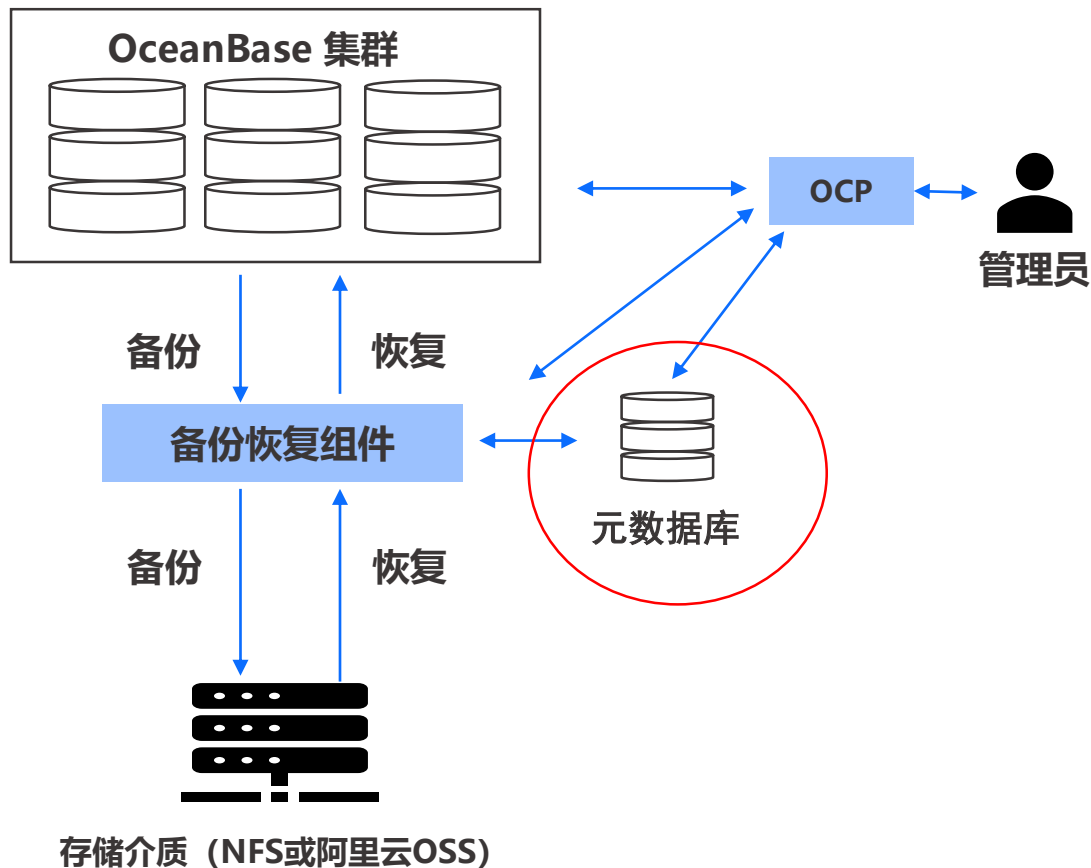 OceanBase 集群
OCP
管理员
备份
恢复
备份恢复组件
元数据库
备份
恢复
存储介质（NFS或阿里云OSS）